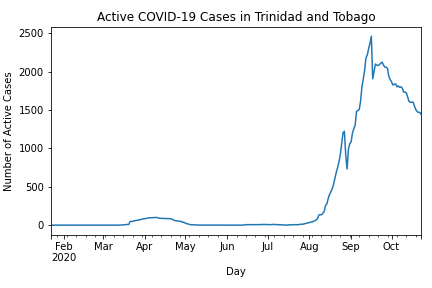 Active COVID-19 Cases in Trinidad and Tobago
Number of Active Cases
2500
2000
1500
1000
500
0
Feb Mar Apr May Jun Jul Aug Sep Oct
2020
Day